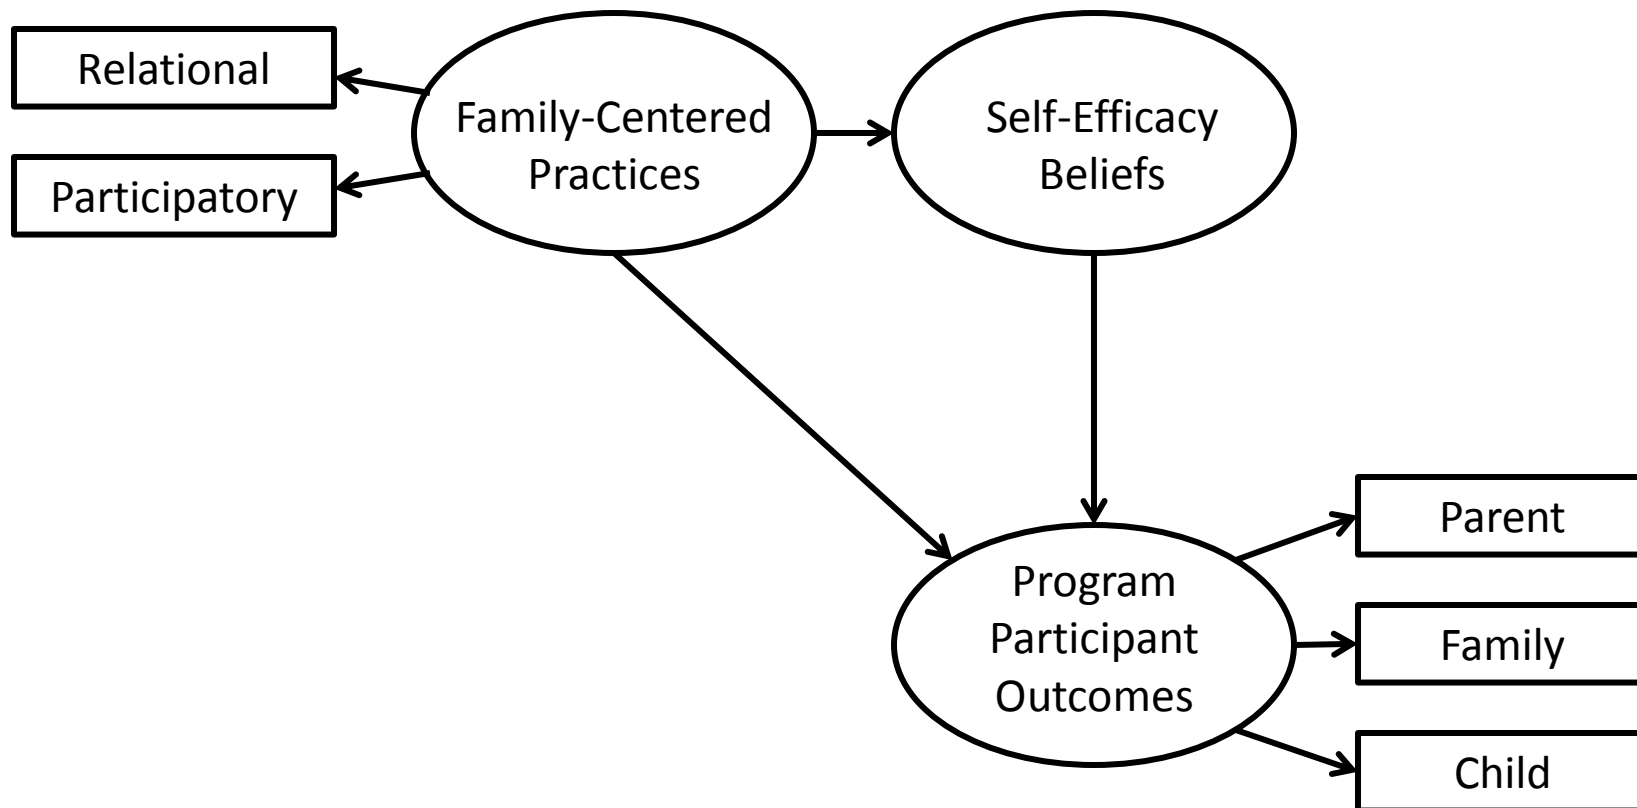 Relational
Participatory
Family-Centered
Practices
Self-Efficacy
Beliefs
Program
Participant
Outcomes
Parent
Family
Child